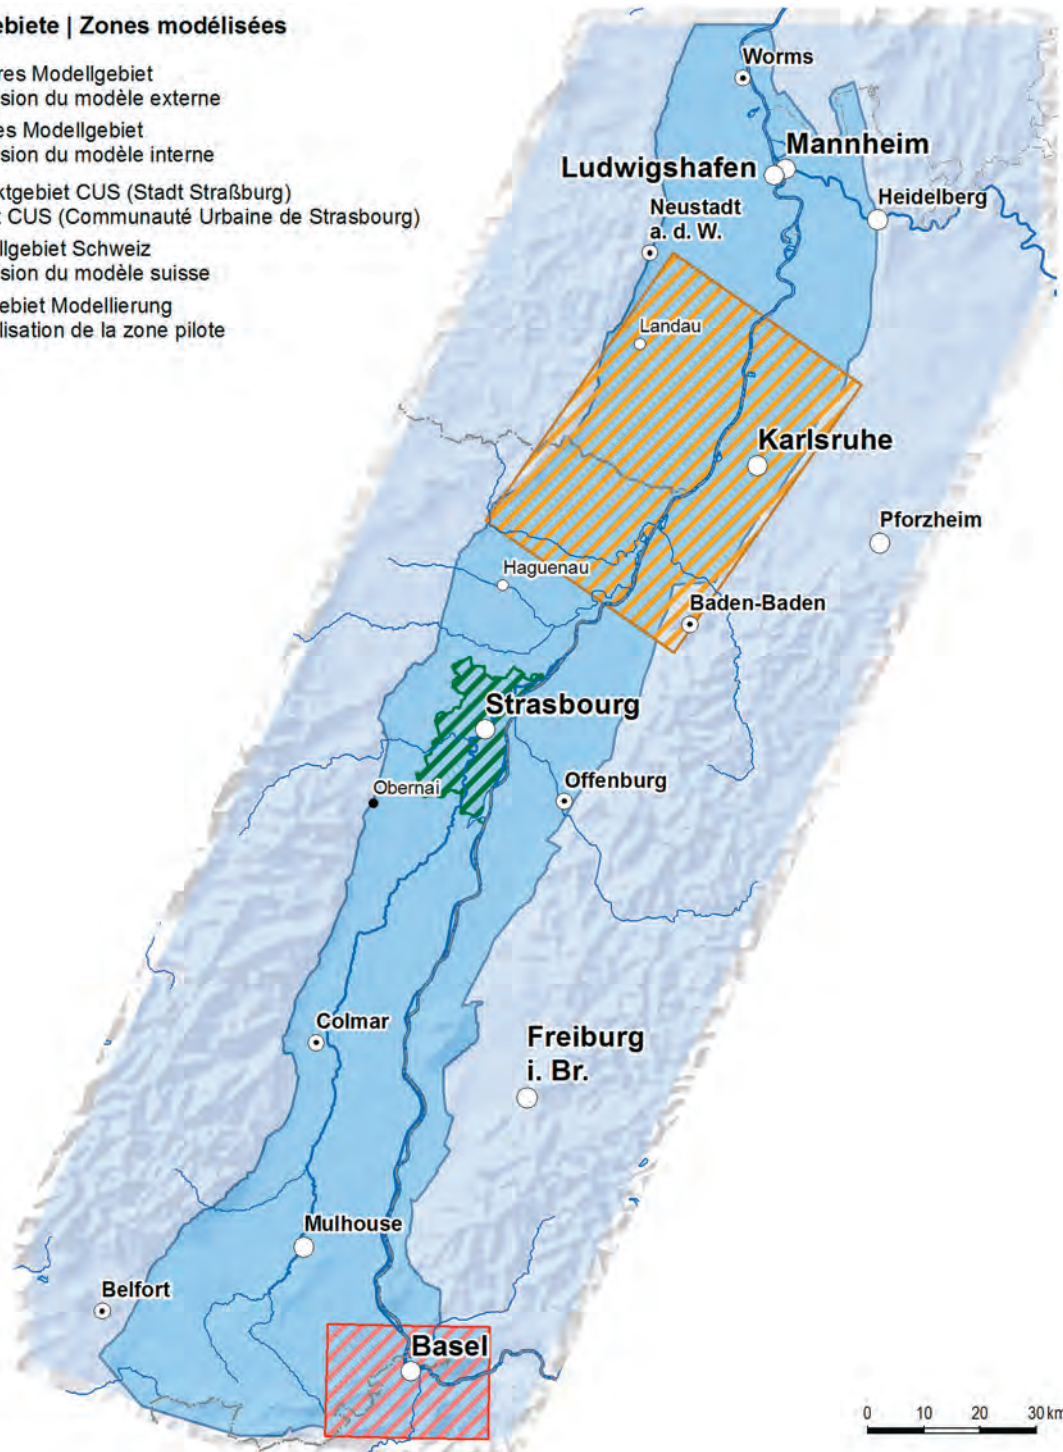 ebiete | Zones modélisées
res Modellgebiet
sion du modèle externe
es Modellgebiet
sion du modèle interne
ktgebiet CUS (Stadt Straßburg)
t CUS (Communauté Urbaine de Strasbourg)
llgebiet Schweiz
sion du modèle suisse
gebiet Modellierung
lisation de la zone pilote
Worms
Mannheim
Ludwigshafen
Heidelberg
Neustadt
a. d. W.
Landau
Karlsruhe
Pforzheim
Haguenau
Baden-Baden
Strasbourg
Offenburg
Obernai
Colmar
Freiburg
i. Br.
Mulhouse
Belfort
Basel
0 10 20 30 km